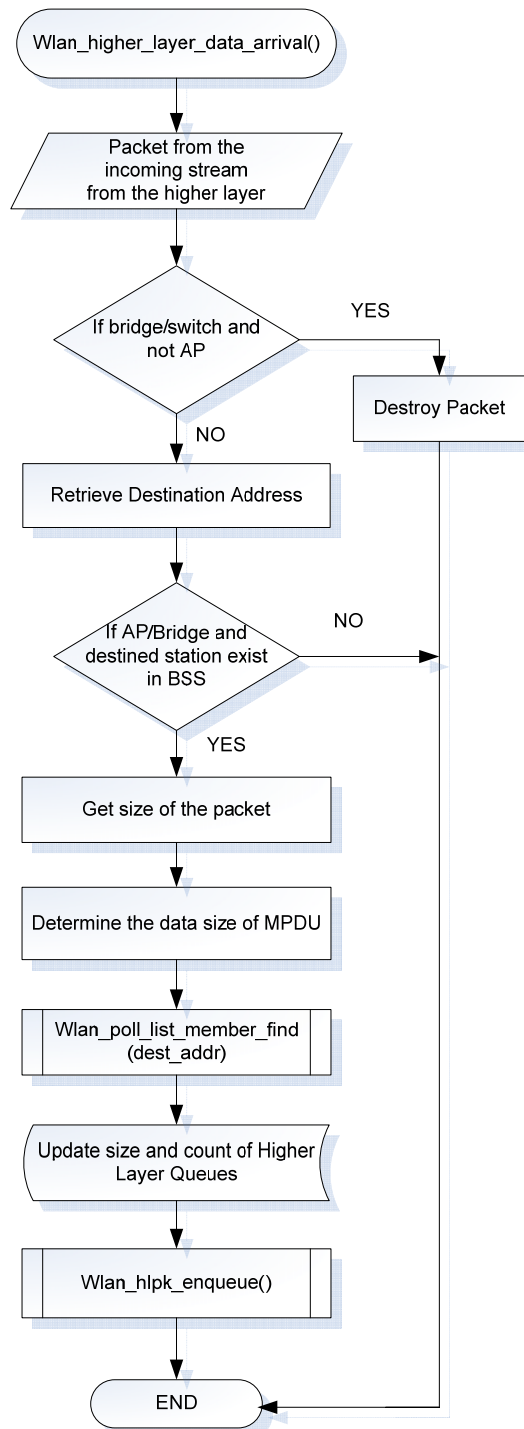 Wlan_higher_layer_data_arrival()
Packet from the
incoming stream
from the higher layer
If bridge/switch and
not AP
YES
Destroy Packet
NO
Retrieve Destination Address
If AP/Bridge and
destined station exist
in BSS
NO
YES
Get size of the packet
Determine the data size of MPDU
Wlan_poll_list_member_find
(dest_addr)
Update size and count of Higher
Layer Queues
Wlan_hlpk_enqueue()
END